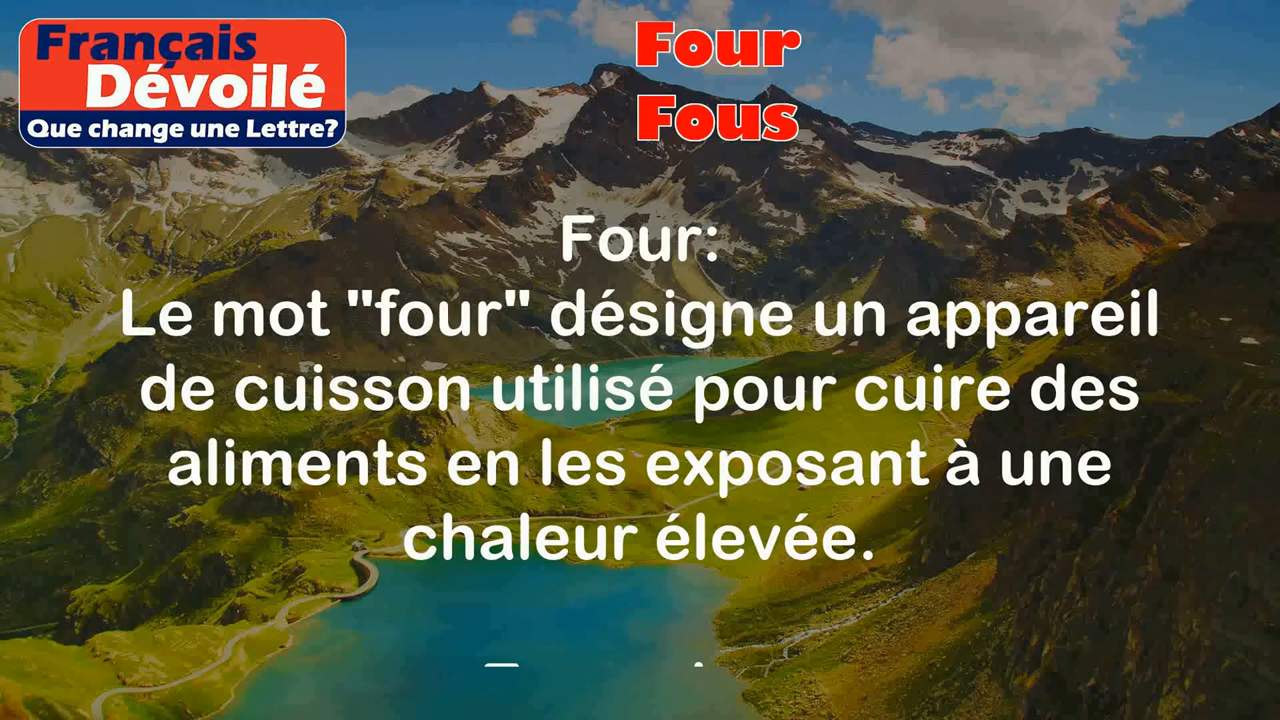 Français
Dévoilé
Que change une Lettre?
Four
Fous
Four:
Le mot "four" désigne un appareil
de cuisson utilisé pour cuire des
aliments en les exposant à une
chaleur élevée.